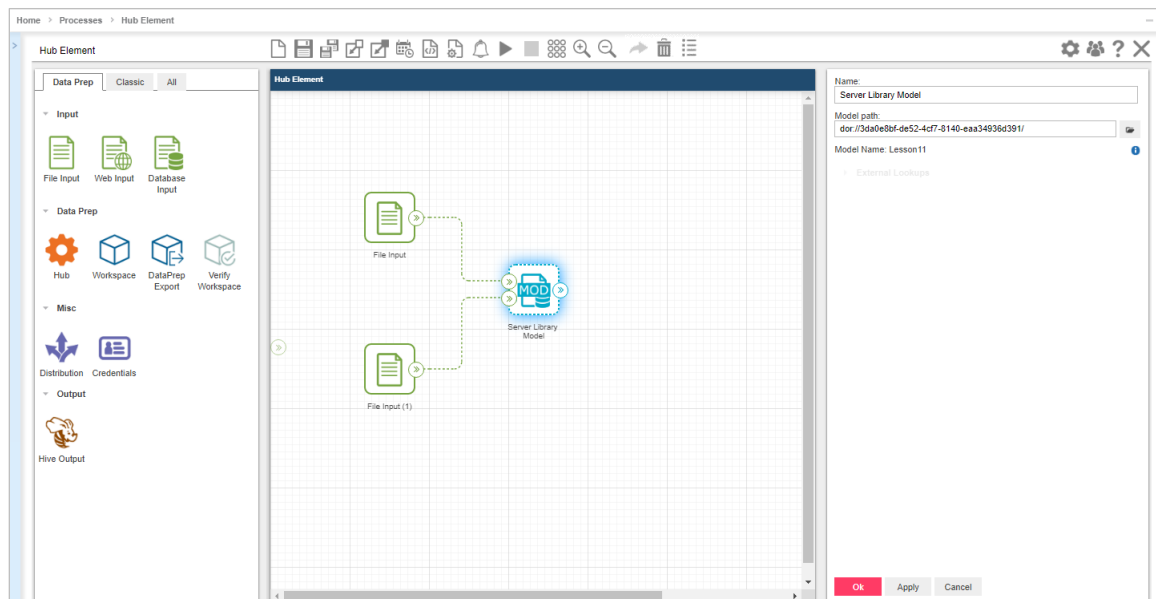 Home > Processes > Hub Element
Hub Element
Data Prep Classic All
Input
File Input Web Input Database Input
Data Prep
Hub Workspace DataPrep Export Verify Workspace
Misc
Distribution Credentials
Output
Hive Output
Hub Element
File Input
MOD
Server Library
Model
File Input (1)
Name:
Server Library Model
Model path:
dor://3da0e8bf-de52-4cf7-8140-eaa34936d391/
Model Name: Lesson11
External Lookups
Ok Apply Cancel